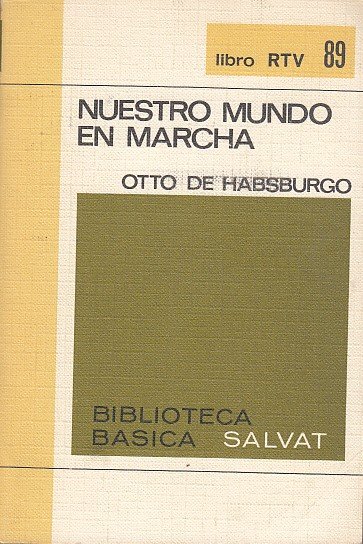 libro RTV 89
NUESTRO MUNDO
EN MARCHA
OTTO DE HABSBURGO
BIBLIOTECA
BASICA SALVAT